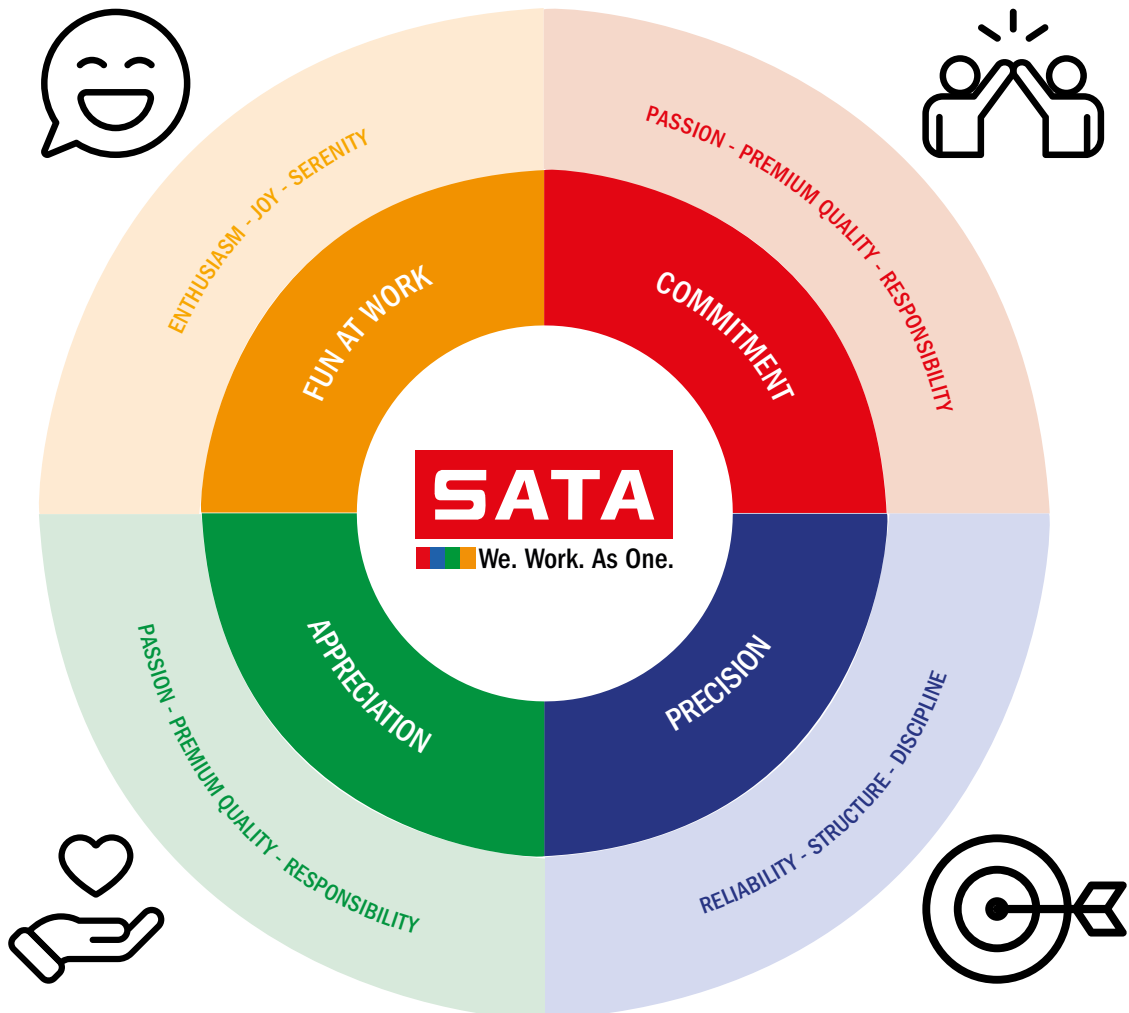 ENTHUSIASM - JOY - SERENITY
FUN AT WORK
PASSION - PREMIUM QUALITY - RESPONSIBILITY
COMMITMENT
SATA
We. Work. As One.
APPRECIATION
PASSION - PREMIUM QUALITY - RESPONSIBILITY
PRECISION
RELIABILITY - STRUCTURE - DISCIPLINE